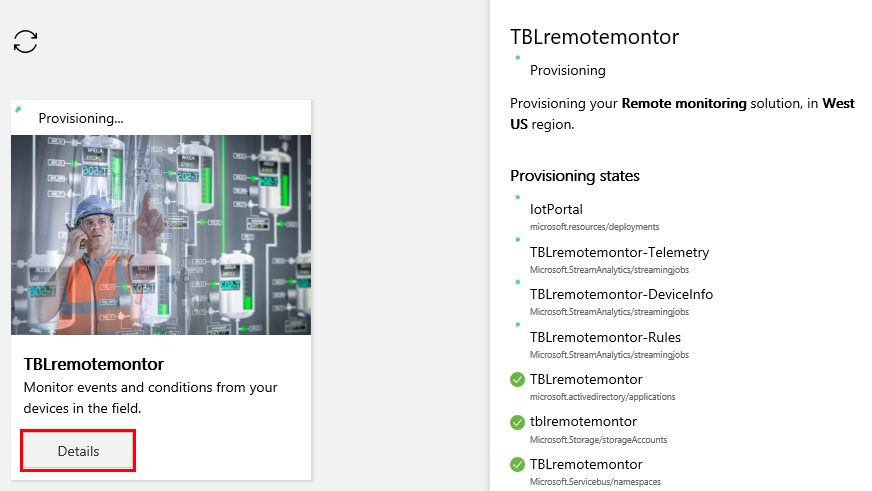 Provisioning...
TBLremotemontor
Monitor events and conditions from your
devices in the field.
Details
TBLremotemontor
Provisioning
Provisioning your Remote monitoring solution, in West
US region.
Provisioning states
IotPortal
microsoft.resources/deployments
TBLremotemontor-Telemetry
Microsoft.StreamAnalytics/streamingjobs
TBLremotemontor-DeviceInfo
Microsoft.StreamAnalytics/streamingjobs
TBLremotemontor-Rules
Microsoft.StreamAnalytics/streamingjobs
TBLremotemontor
microsoft.activedirectory/applications
tblremotemontor
Microsoft.Storage/storageAccounts
TBLremotemontor
Microsoft.Servicebus/namespaces